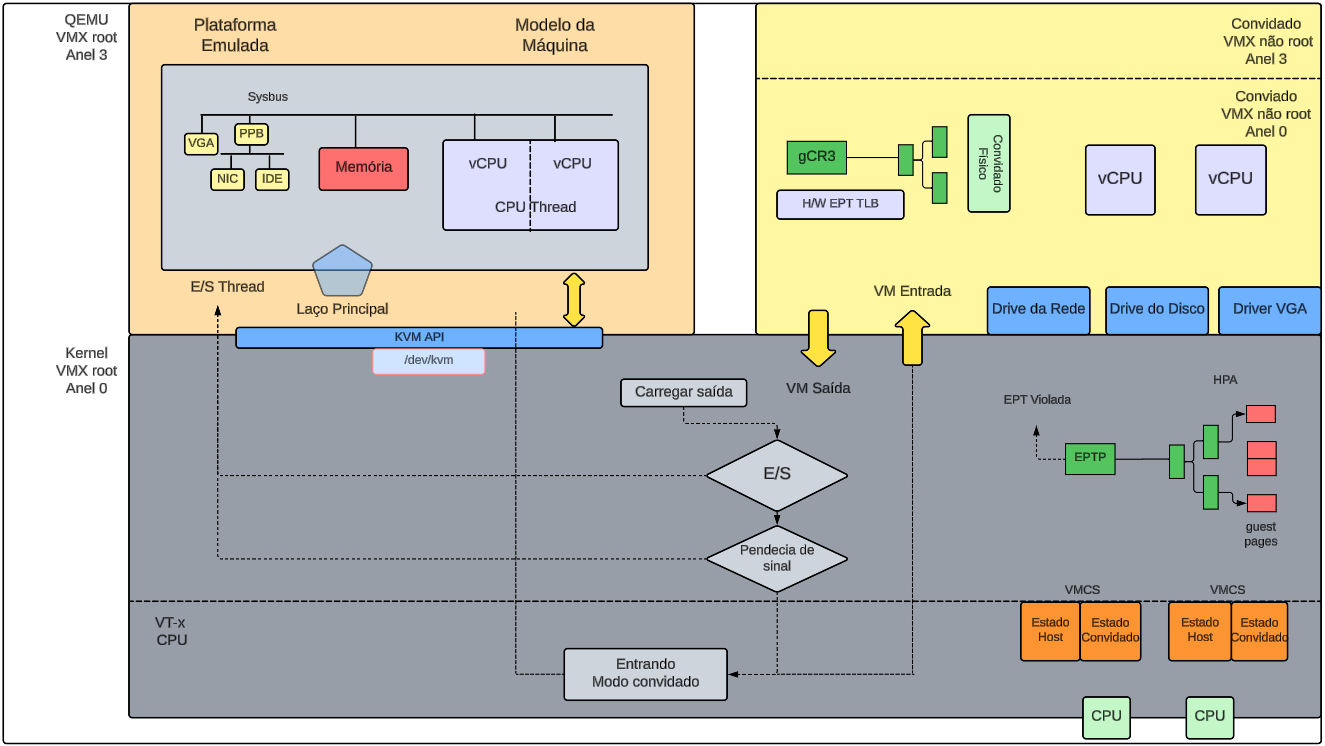 QEMU
VMX root
Anel 3
Plataforma
Emulada
Modelo da
Máquina
Sysbus
VGA
PPB
NIC
IDE
Memória
vCPU
vCPU
CPU Thread
E/S Thread
Laço Principal
KVM API
/dev/kvm
Convidado
VMX não root
Anel 3
Conviado
VMX não root
Anel 0
gCR3
H/W EPT TLB
Convidado
Físico
vCPU
vCPU
VM Entrada
Drive da Rede
Drive do Disco
Driver VGA
Kernel
VMX root
Anel 0
Carregar saída
VM Saída
E/S
Pendecia de
sinal
EPT Violada
HPA
EPTP
guest
pages
VT-x
CPU
Entrando
Modo convidado
VMCS
VMCS
Estado
Host
Estado
Convidado
Estado
Host
Estado
Convidado
CPU
CPU